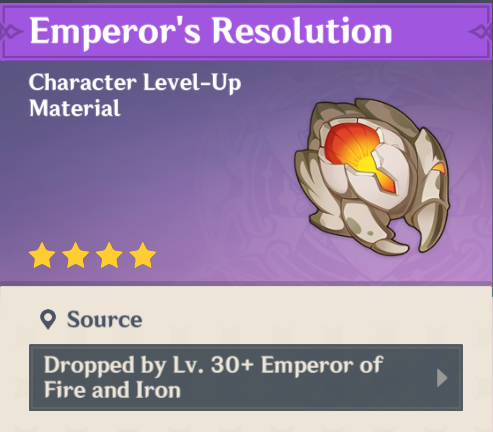 Emperor's Resolution
Character Level-Up
Material
Source
Dropped by Lv. 30+ Emperor of
Fire and Iron